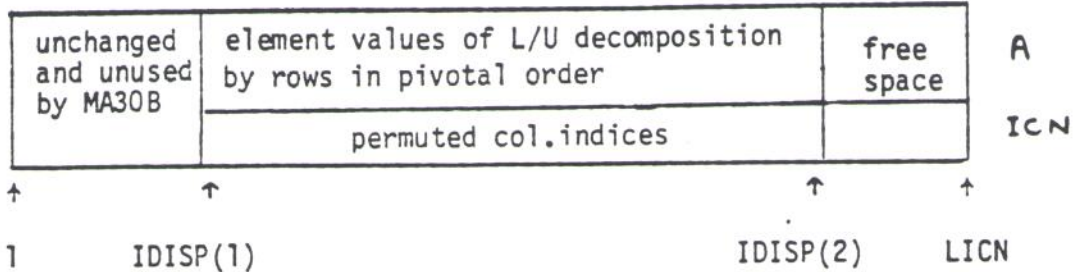 unchanged
and unused
by MA30B
element values of L/U decomposition
by rows in pivotal order
free
space
A
permuted col.indices
ICN
1 IDISP(1) IDISP(2) LICN